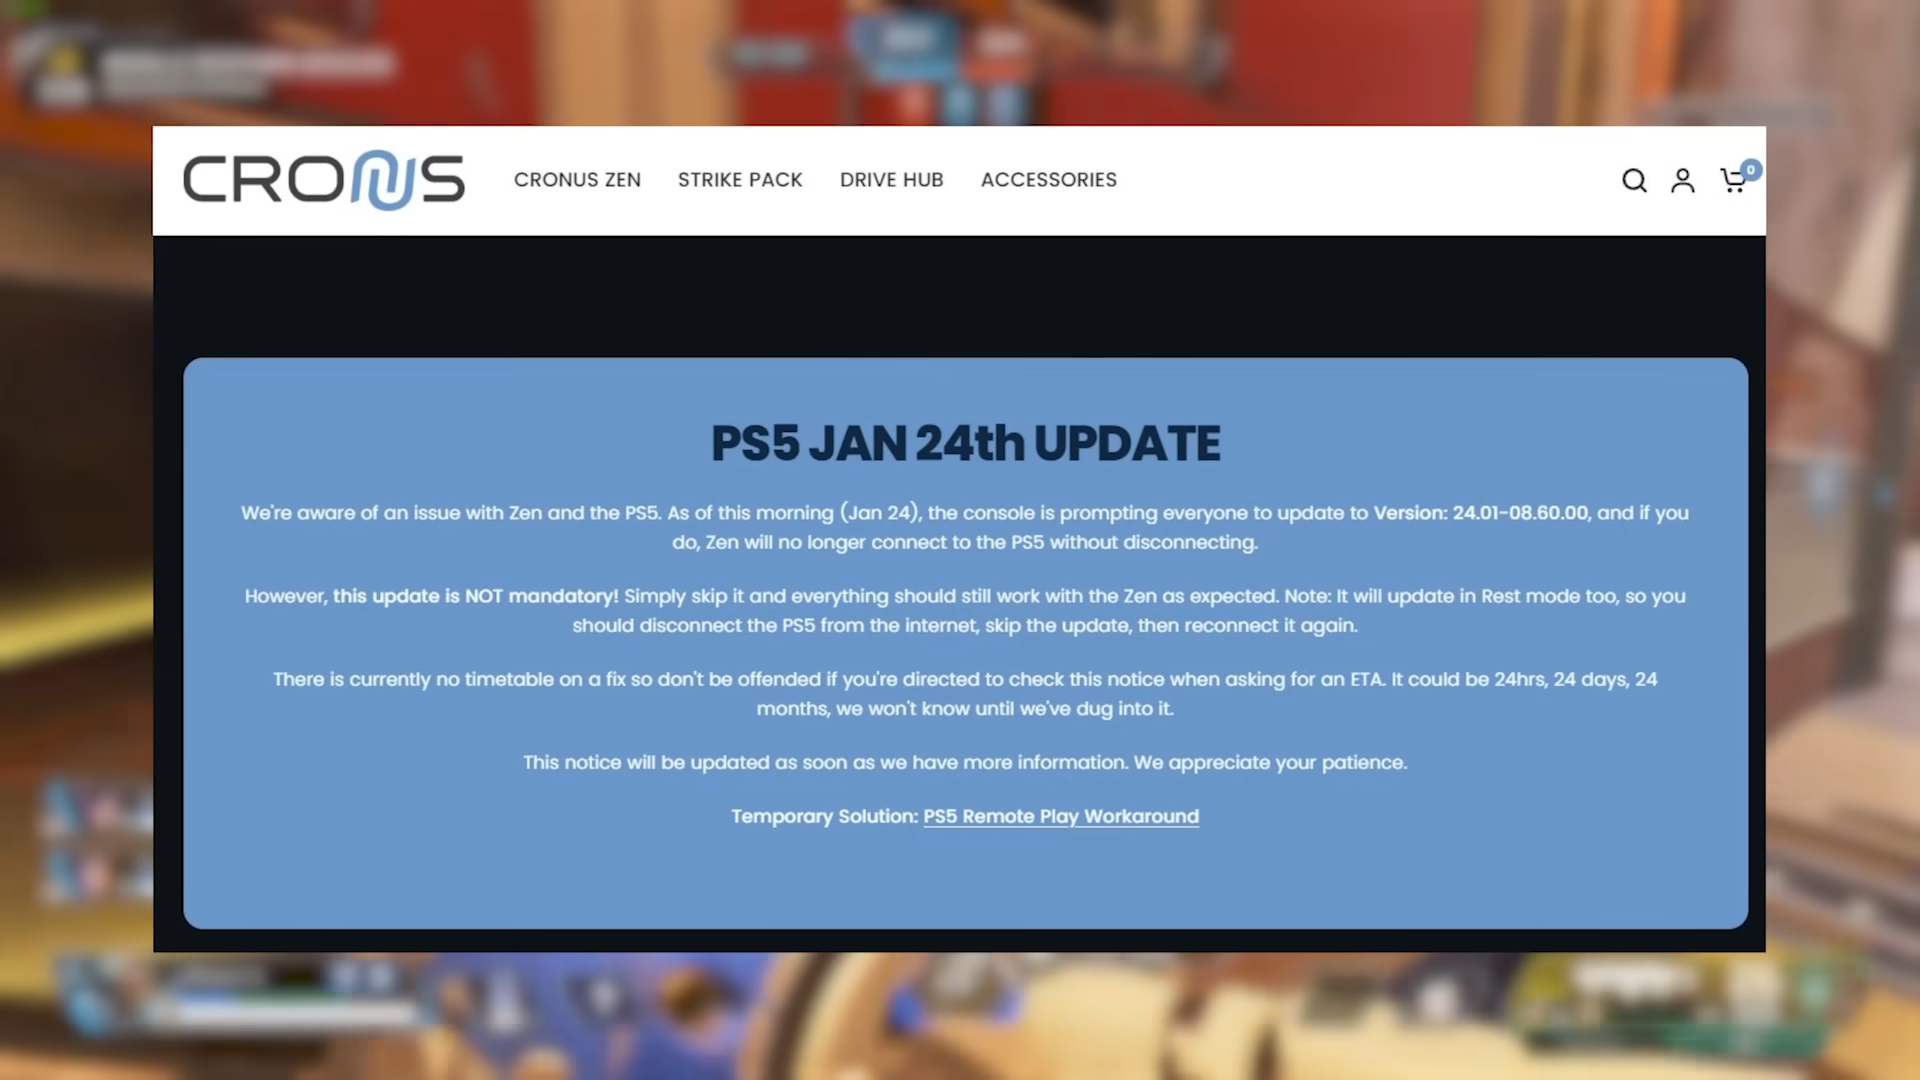 CRONUS
CRONUS ZEN STRIKE PACK DRIVE HUB ACCESSORIES
0
PS5 JAN 24th UPDATE
We're aware of an issue with Zen and the PS5. As of this morning (Jan 24), the console is prompting everyone to update to Version: 24.01-08.60.00, and if you
do, Zen will no longer connect to the PS5 without disconnecting.
However, this update is NOT mandatory! Simply skip it and everything should still work with the Zen as expected. Note: It will update in Rest mode too, so you
should disconnect the PS5 from the internet, skip the update, then reconnect it again.
There is currently no timetable on a fix so don't be offended if you're directed to check this notice when asking for an ETA. It could be 24hrs, 24 days, 24
months, we won't know until we've dug into it.
This notice will be updated as soon as we have more information. We appreciate your patience.
Temporary Solution: PS5 Remote Play Workaround